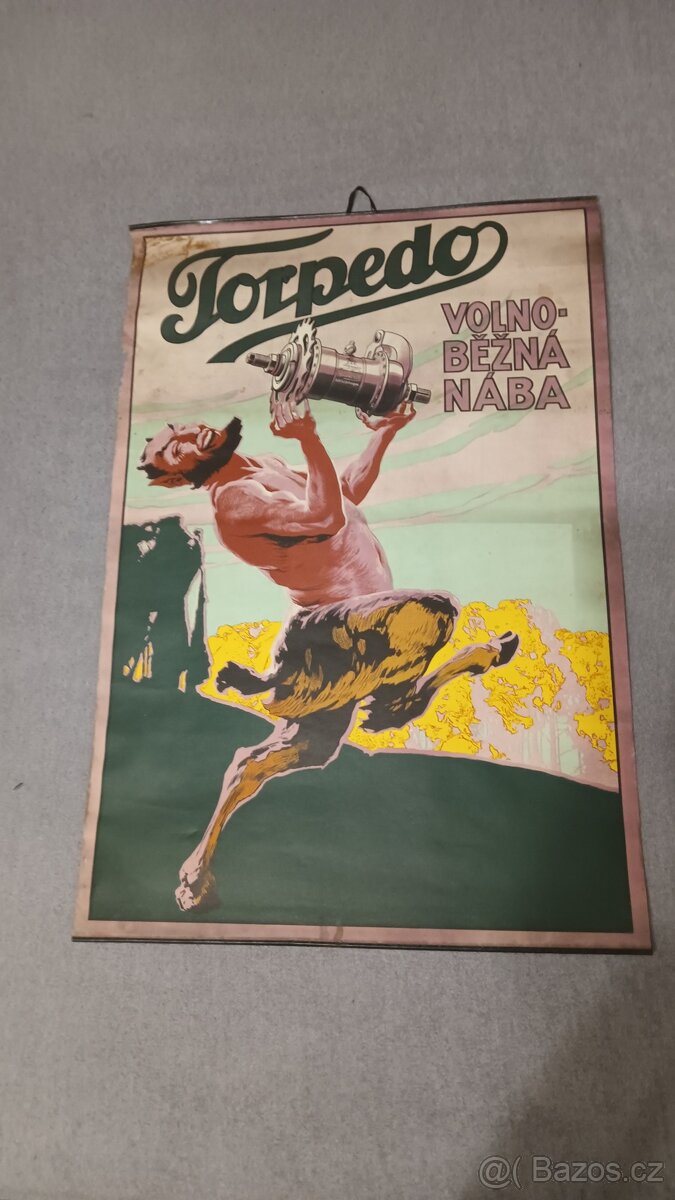 Torpedo
VOLNO-
BĚŽNÁ
NÁBA
@( Bazos.cz